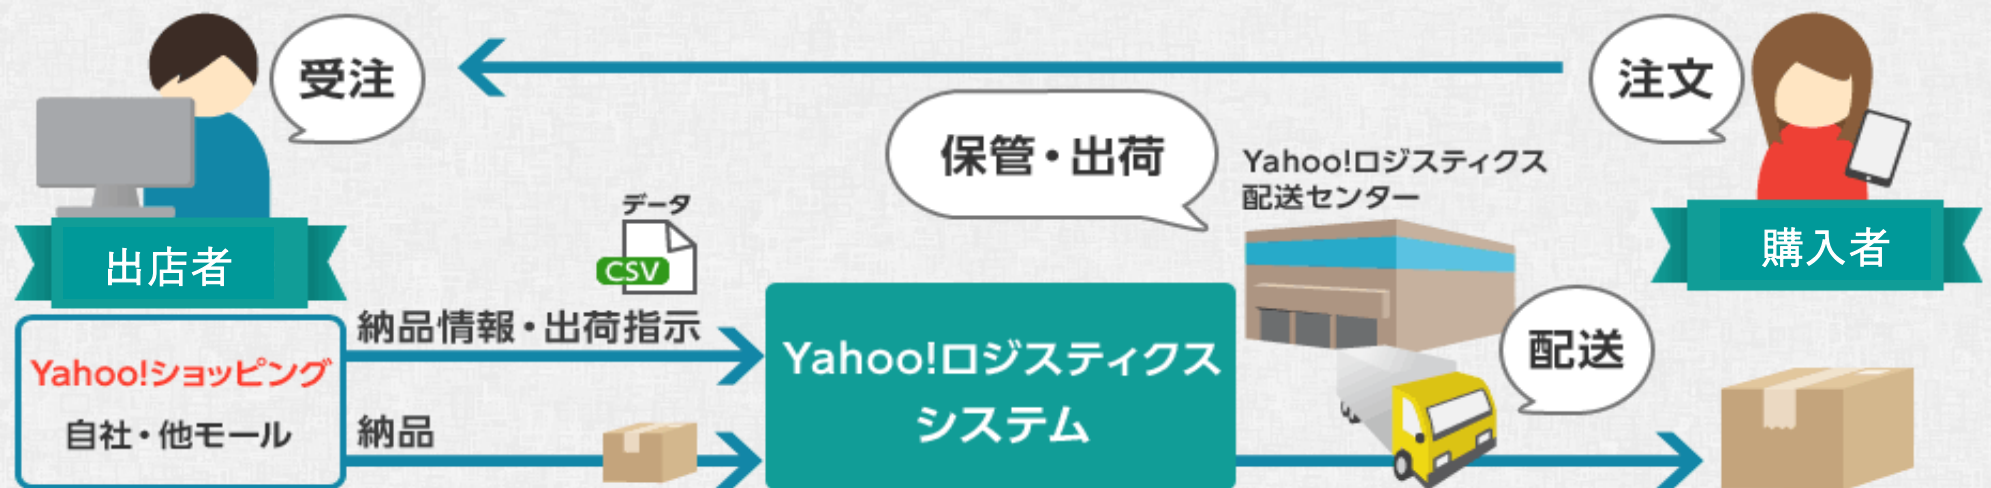 受注
注文
保管・出荷
Yahoo!ロジスティクス
配送センター
データ
CSV
出店者
購入者
納品情報・出荷指示
Yahoo!ショッピング
自社・他モール
納品
Yahoo!ロジスティクス
システム
配送